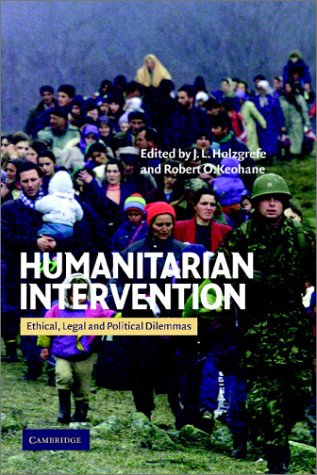 Edited by J. L. Holzgrefe
and Robert O. Keohane
HUMANITARIAN
INTERVENTION
Ethical, Legal and Political Dilemmas
CAMBRIDGE